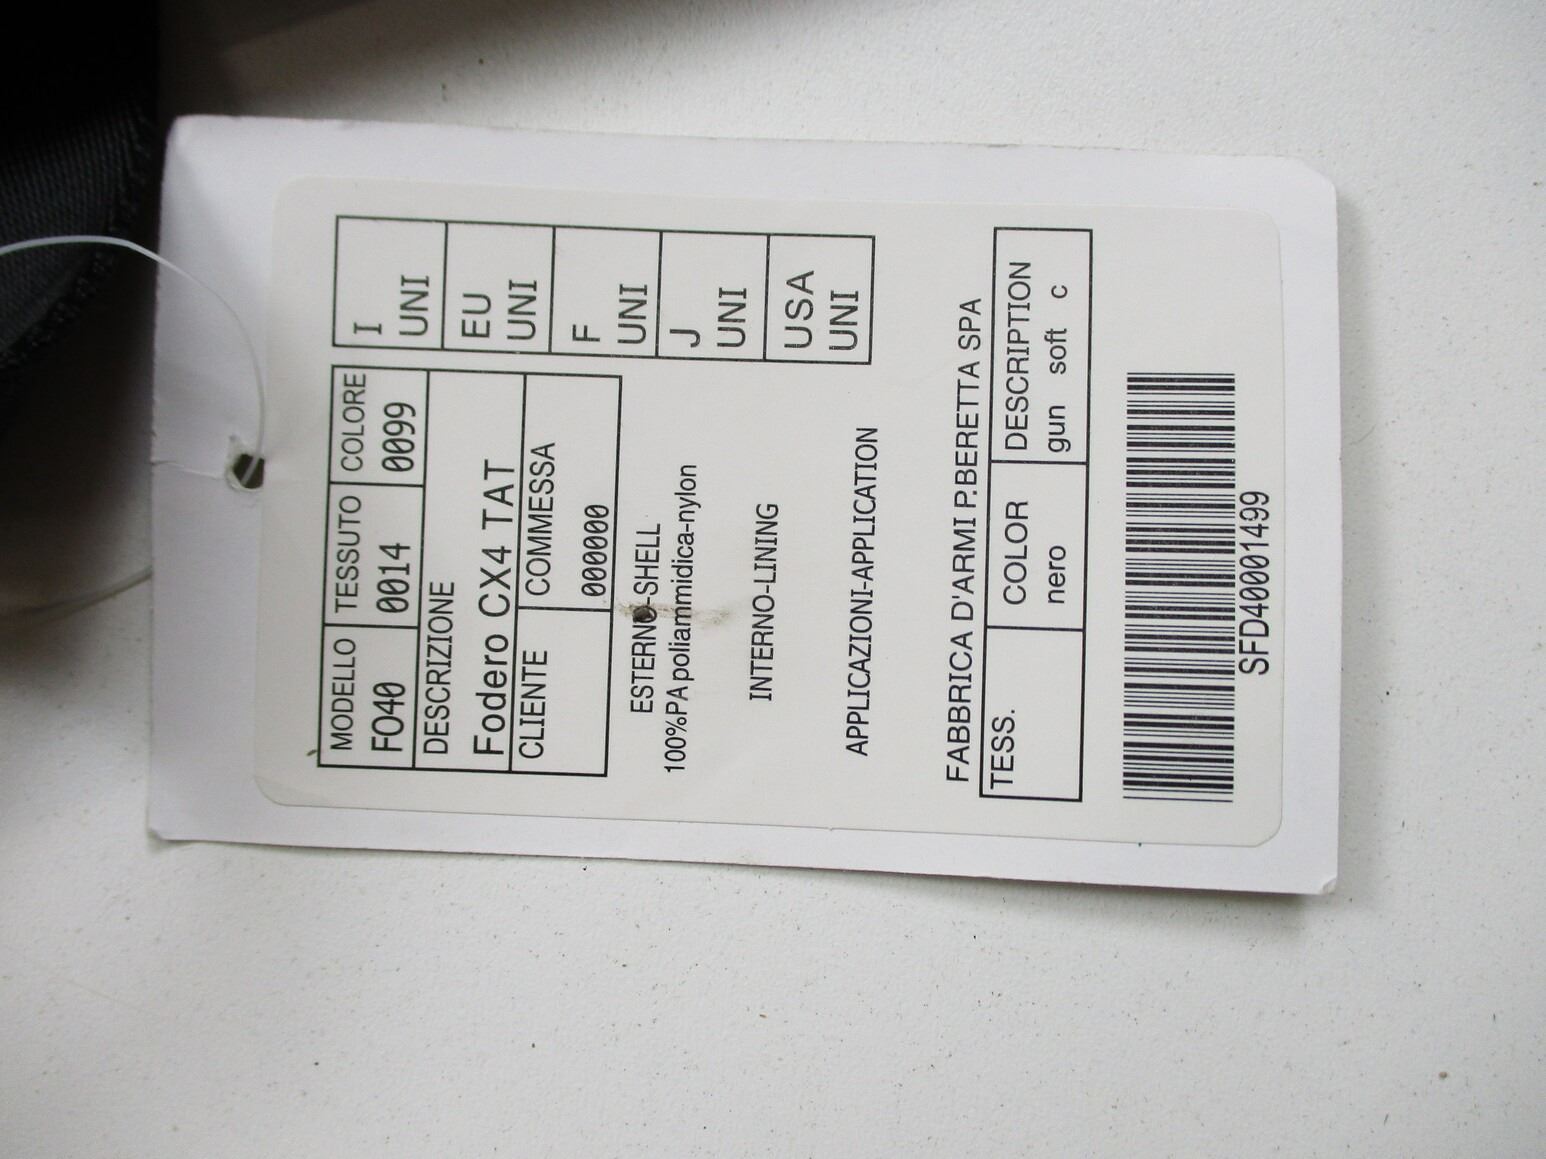 MODELLO TESSUTO COLORE
FO40 0014 0099
DESCRIZIONE
Fodero CX4 TAT
CLIENTE COMMESSA
000000
I
UNI
EU
UNI
F
UNI
J
UNI
USA
UNI
ESTERNO-SHELL
100%PA poliammidica-nylon
INTERNO-LINING
APPLICAZIONI-APPLICATION
FABBRICA D'ARMI P.BERETTA SPA
TESS. COLOR DESCRIPTION
nero gun soft c
SFD40001499